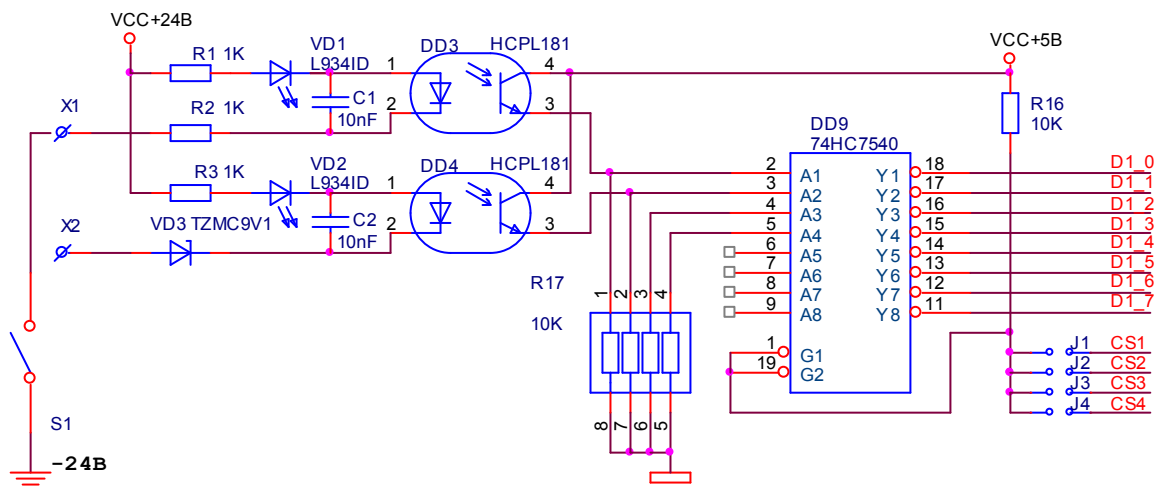 VCC+24B
VCC+5B
R1 1K
VD1
L934ID
DD3
HCPL181
1
4
C1
10nF
2
3
X1
R2 1K
R16
10K
DD9
74HC7540
R3 1K
VD2
L934ID
DD4
HCPL181
1
4
C2
10nF
2
3
X2
VD3 TZMC9V1
2 A1 Y1 18 D1_0
3 A2 Y2 17 D1_1
4 A3 Y3 16 D1_2
5 A4 Y4 15 D1_3
6 A5 Y5 14 D1_4
7 A6 Y6 13 D1_5
8 A7 Y7 12 D1_6
9 A8 Y8 11 D1_7
1 G1
19 G2
R17
10K
1 2 3 4
8 7 6 5
J1 CS1
J2 CS2
J3 CS3
J4 CS4
S1
-24B